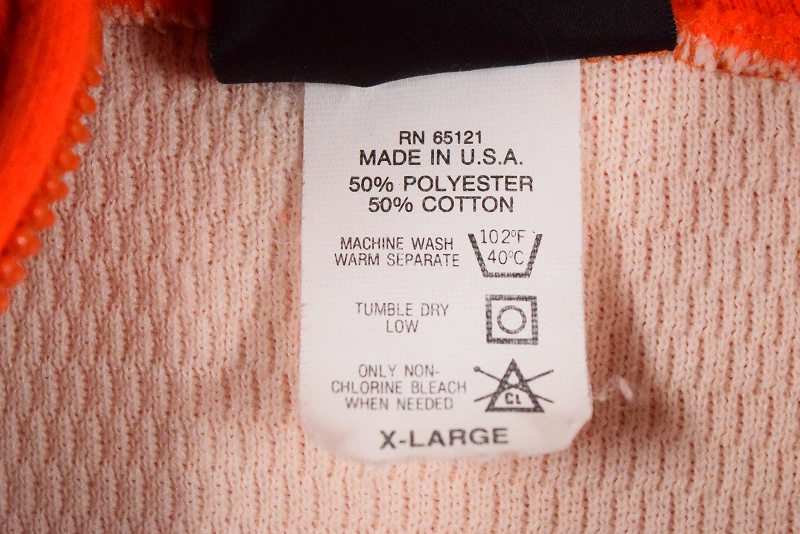 RN 65121
MADE IN U.S.A.
50% POLYESTER
50% COTTON
MACHINE WASH
WARM SEPARATE
102°F
40°C
TUMBLE DRY
LOW
ONLY NON-
CHLORINE BLEACH
WHEN NEEDED
CL
X-LARGE